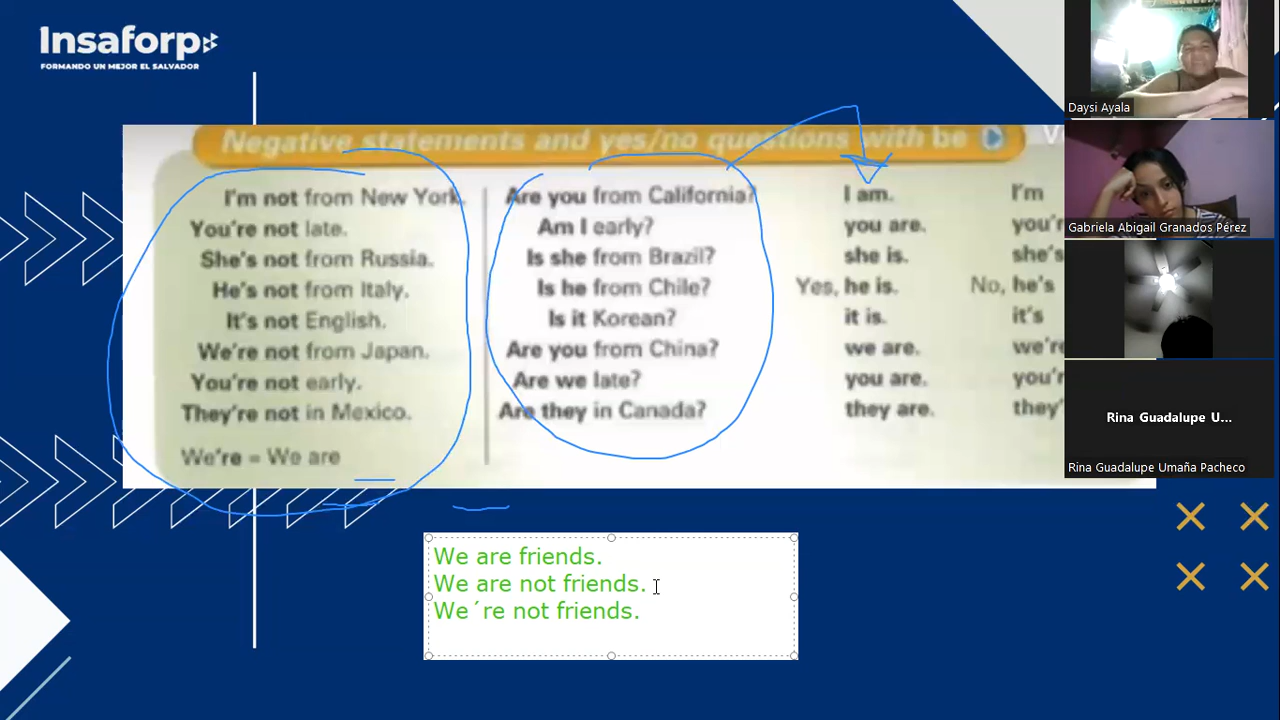 Insaforp
FORMANDO UN MEJOR EL SALVADOR
Negative statements and yes/no questions with be
I'm not from New York.
You're not late.
She's not from Russia.
He's not from Italy.
It's not English.
We're not from Japan.
You're not early.
They're not in Mexico.
We're = We are
Are you from California?
Am I early?
Is she from Brazil?
Is he from Chile?
Is it Korean?
Are you from China?
Are we late?
Are they in Canada?
I am.
you are.
she is.
Yes, he is.
it is.
we are.
you are.
they are.
I'm
you'r
she's
No, he's
it's
we're
you'r
they'
We are friends.
We are not friends.
We´re not friends.
Daysi Ayala
Gabriela Abigail Granados Pérez
Rina Guadalupe U...
Rina Guadalupe Umaña Pacheco